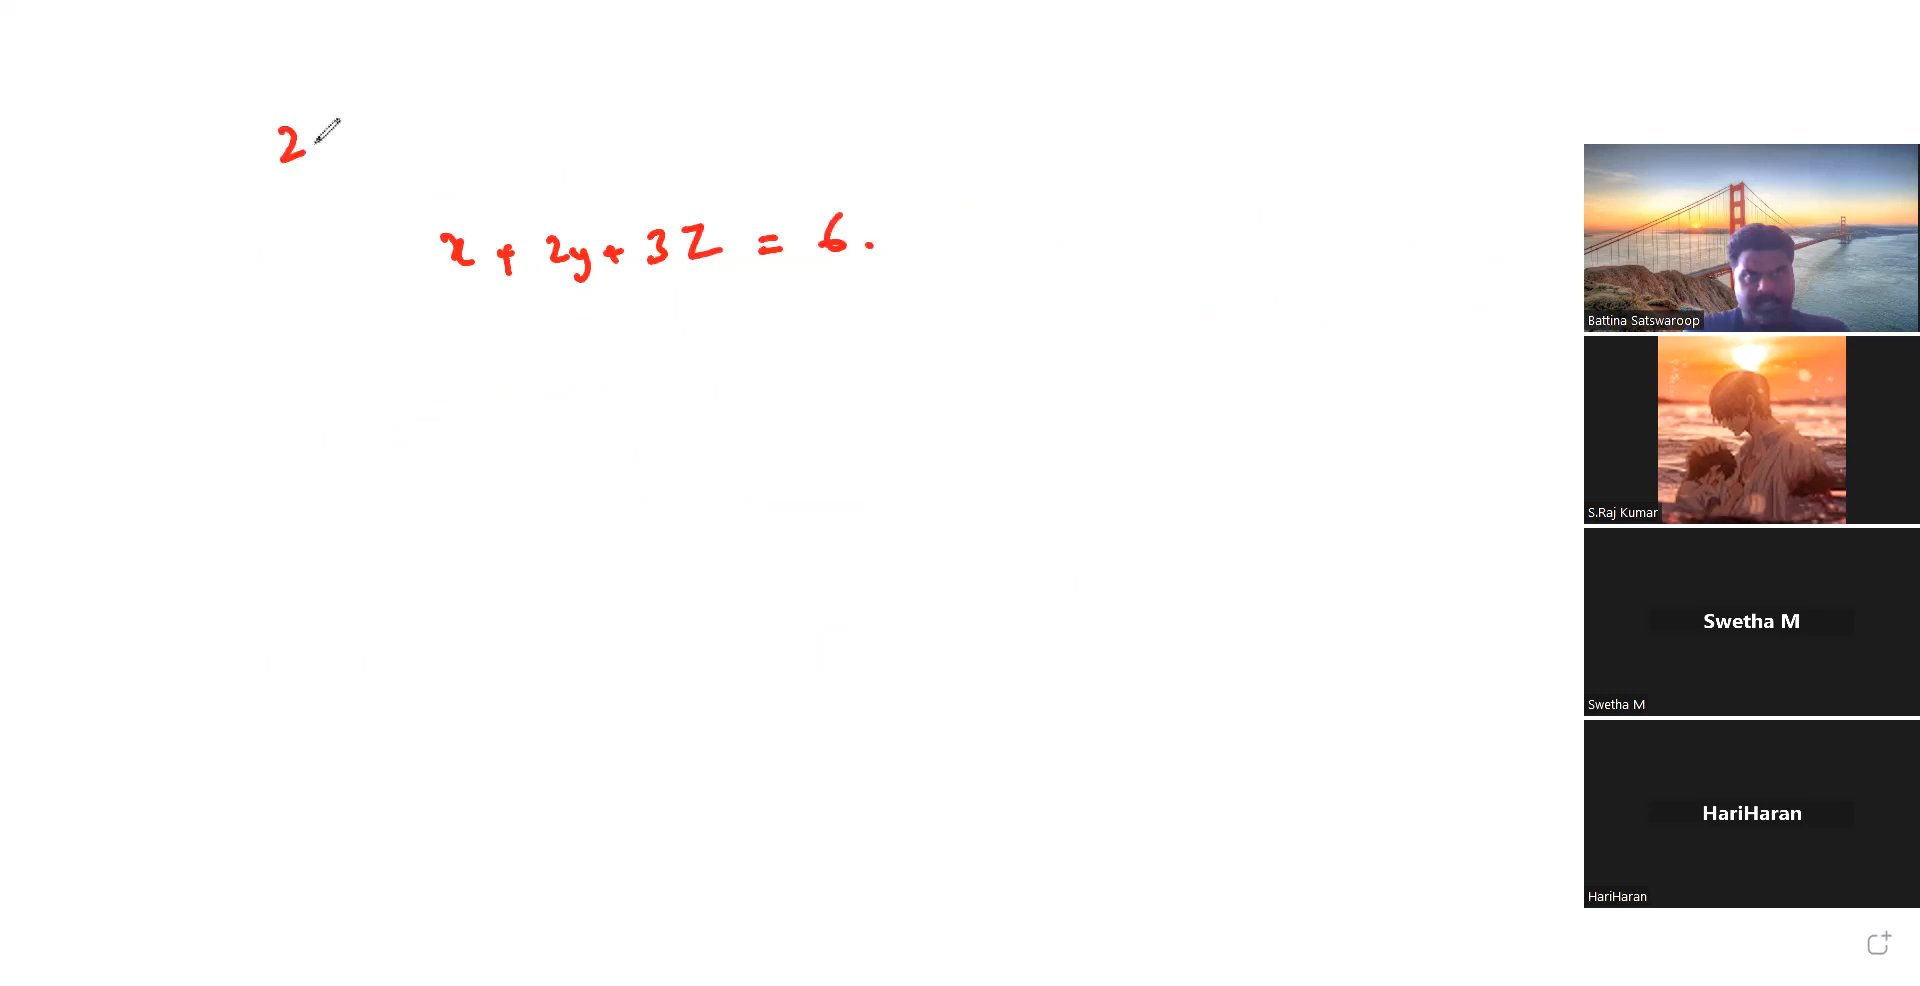 2
x + 2y + 3z = 6.
Battina Satswaroop
S.Raj Kumar
Swetha M
Swetha M
HariHaran
HariHaran